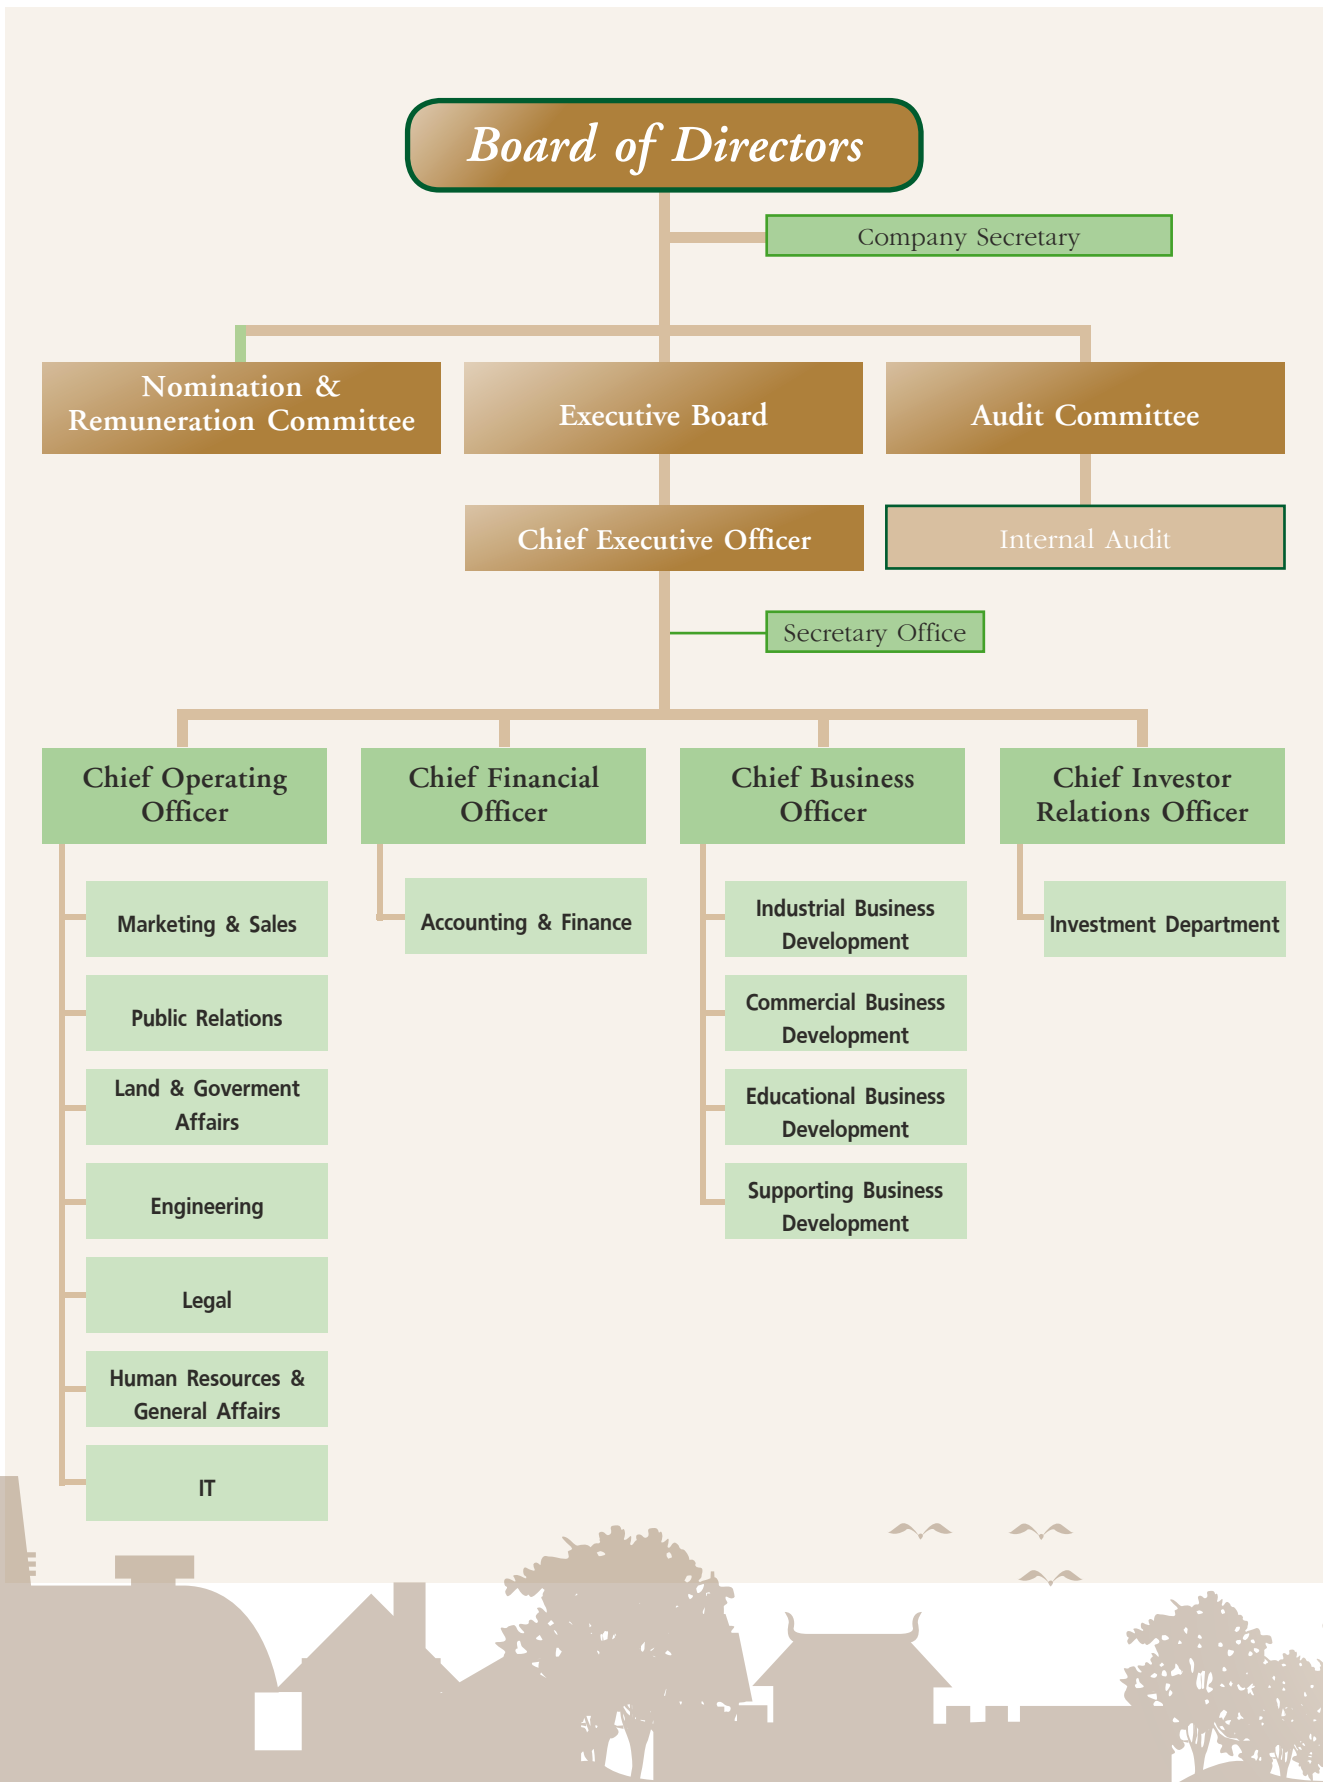 Board of Directors
Company Secretary
Nomination &
Remuneration Committee
Executive Board
Audit Committee
Chief Executive Officer
Internal Audit
Secretary Office
Chief Operating
Officer
Chief Financial
Officer
Chief Business
Officer
Chief Investor
Relations Officer
Marketing & Sales
Public Relations
Land & Goverment
Affairs
Engineering
Legal
Human Resources &
General Affairs
IT
Accounting & Finance
Industrial Business
Development
Commercial Business
Development
Educational Business
Development
Supporting Business
Development
Investment Department